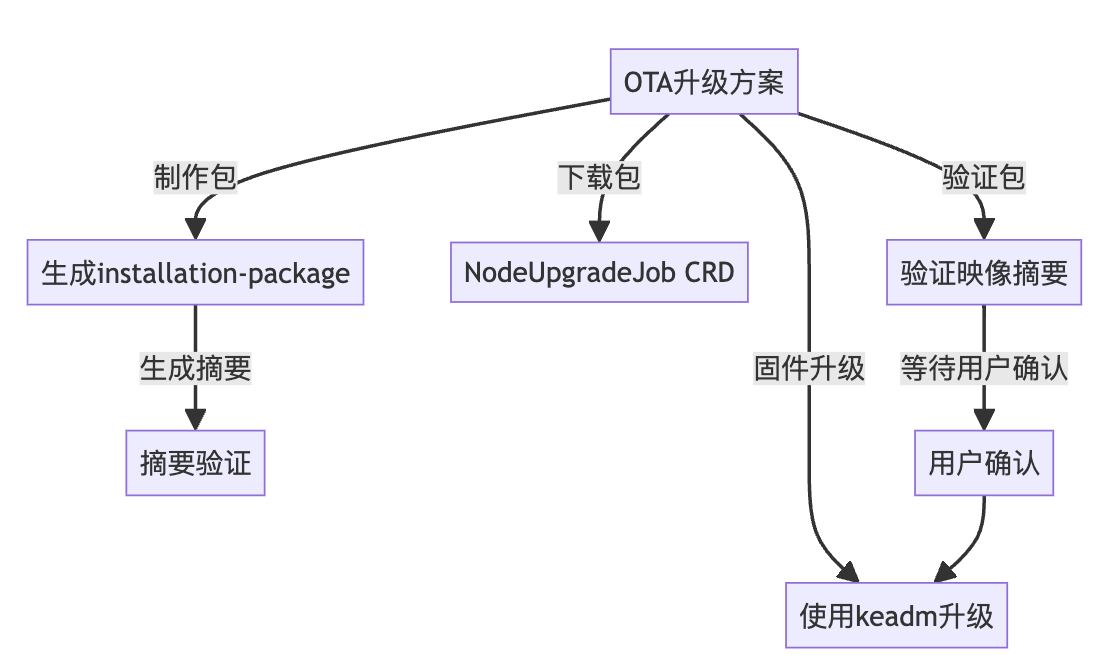 OTA升级方案
制作包
下载包
验证包
生成installation-package
NodeUpgradeJob CRD
验证映像摘要
生成摘要
固件升级
等待用户确认
摘要验证
用户确认
使用keadm升级